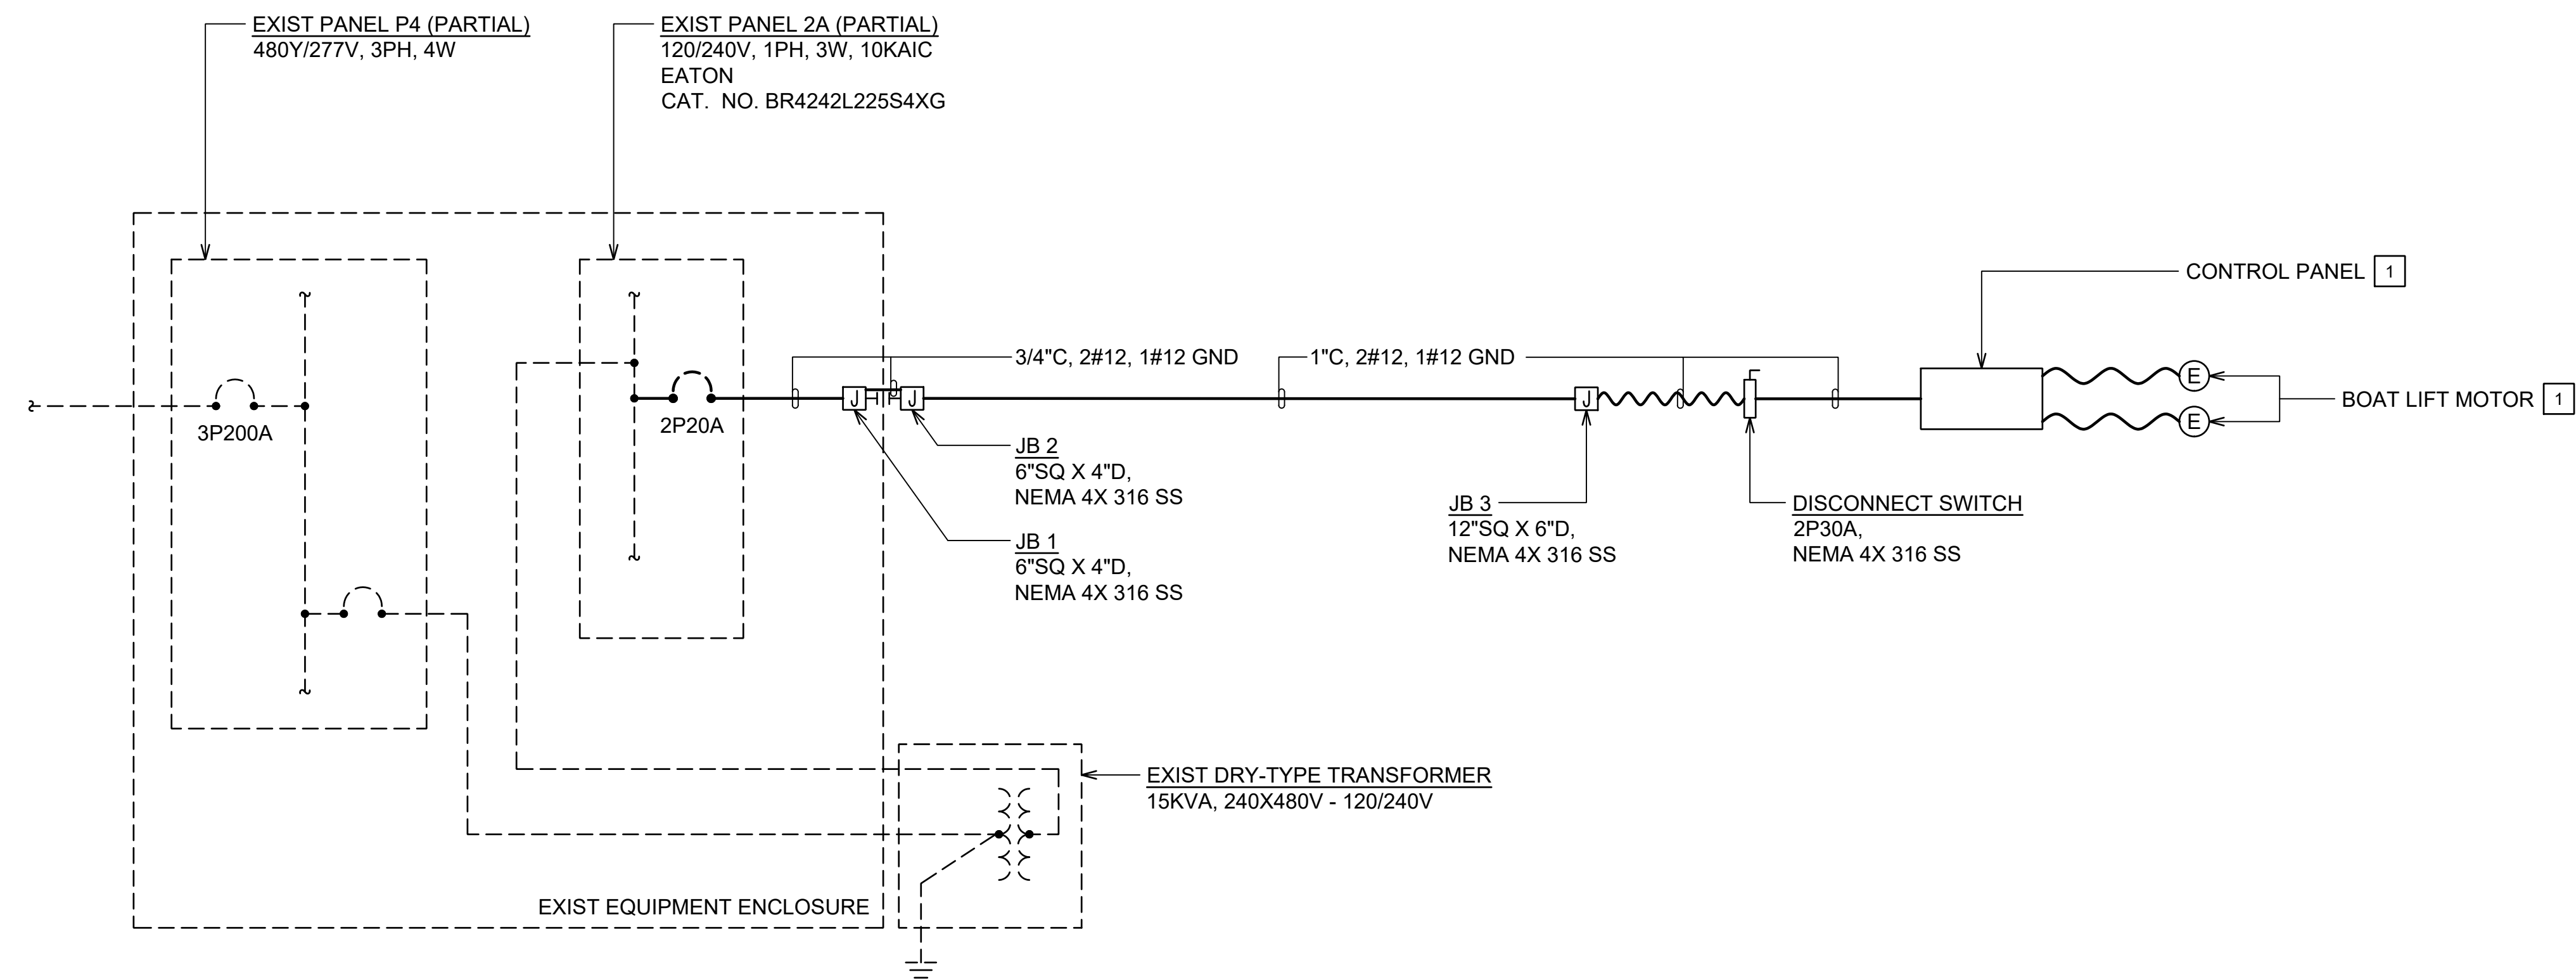 EXIST PANEL P4 (PARTIAL)
480Y/277V, 3PH, 4W
EXIST PANEL 2A (PARTIAL)
120/240V, 1PH, 3W, 10KAIC
EATON
CAT.  NO. BR4242L225S4XG
CONTROL PANEL 1
3/4"C, 2#12, 1#12 GND
1"C, 2#12, 1#12 GND
E
J
J
J
BOAT LIFT MOTOR 1
E
3P200A
2P20A
JB 2
6"SQ X 4"D,
NEMA 4X 316 SS
JB 1
6"SQ X 4"D,
NEMA 4X 316 SS
JB 3
12"SQ X 6"D,
NEMA 4X 316 SS
DISCONNECT SWITCH
2P30A,
NEMA 4X 316 SS
EXIST DRY-TYPE TRANSFORMER
15KVA, 240X480V - 120/240V
EXIST EQUIPMENT ENCLOSURE